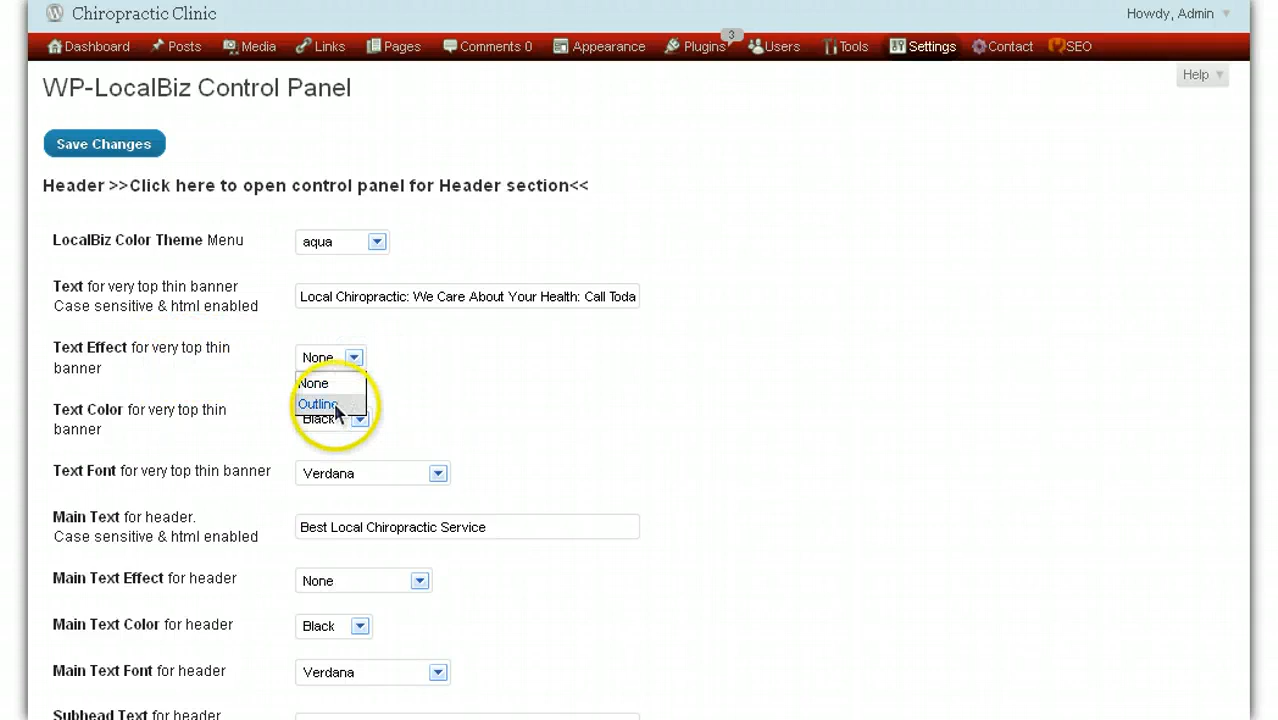 Chiropractic Clinic
Howdy, Admin
Dashboard Posts Media Links Pages Comments 0 Appearance Plugins 3 Users Tools Settings Contact SEO
WP-LocalBiz Control Panel
Help
Save Changes
Header >>Click here to open control panel for Header section<<
LocalBiz Color Theme Menu
aqua
Text for very top thin banner
Case sensitive & html enabled
Local Chiropractic: We Care About Your Health: Call Toda
Text Effect for very top thin
banner
None
None
Outline
Text Color for very top thin
banner
Black
Text Font for very top thin banner
Verdana
Main Text for header.
Case sensitive & html enabled
Best Local Chiropractic Service
Main Text Effect for header
None
Main Text Color for header
Black
Main Text Font for header
Verdana
Subhead Text for header